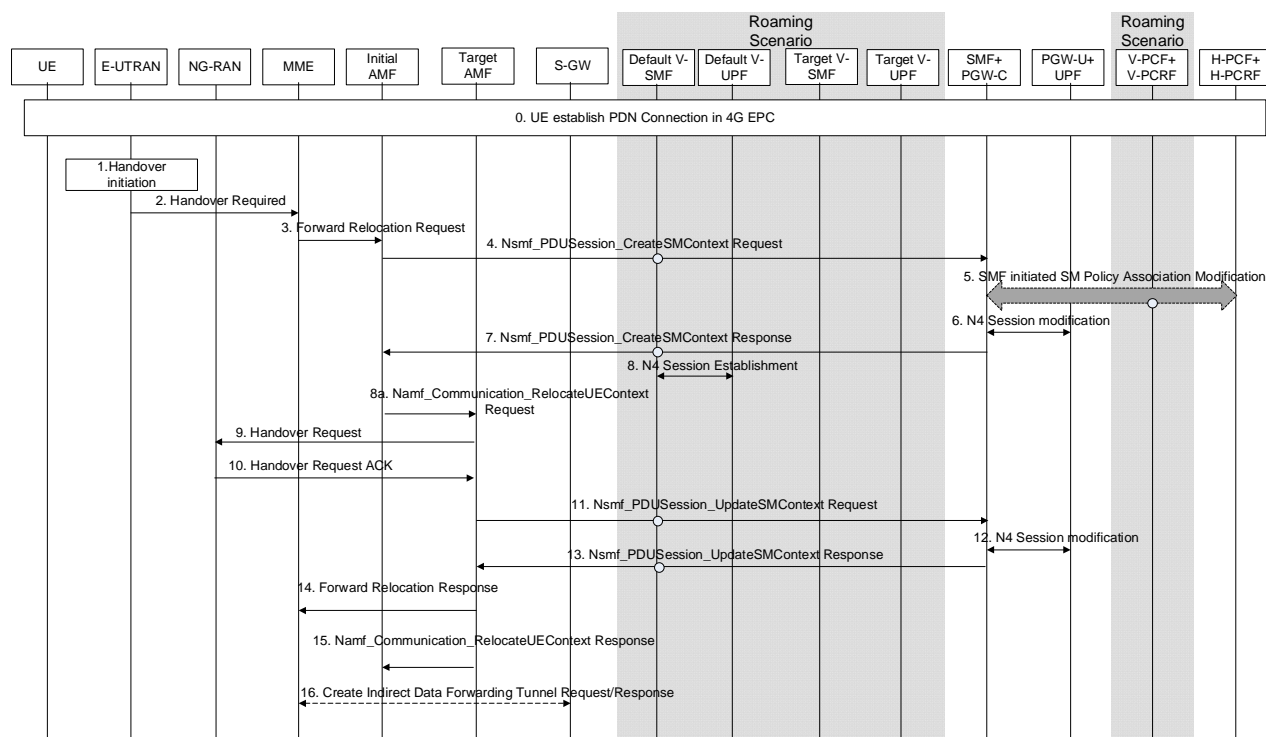 Roaming
Scenario
Roaming
Scenario
UE
E-UTRAN
NG-RAN
MME
Initial
AMF
Target
AMF
S-GW
Default V-
SMF
Default V-
UPF
Target V-
SMF
Target V-
UPF
SMF+
PGW-C
PGW-U+
UPF
V-PCF+
V-PCRF
H-PCF+
H-PCRF
0. UE establish PDN Connection in 4G EPC
1.Handover
initiation
2. Handover Required
3. Forward Relocation Request
4. Nsmf_PDUSession_CreateSMContext Request
5. SMF initiated SM Policy Association Modification
6. N4 Session modification
7. Nsmf_PDUSession_CreateSMContext Response
8. N4 Session Establishment
8a. Namf_Communication_RelocateUEContext
Request
9. Handover Request
10. Handover Request ACK
11. Nsmf_PDUSession_UpdateSMContext Request
12. N4 Session modification
13. Nsmf_PDUSession_UpdateSMContext Response
14. Forward Relocation Response
15. Namf_Communication_RelocateUEContext Response
16. Create Indirect Data Forwarding Tunnel Request/Response